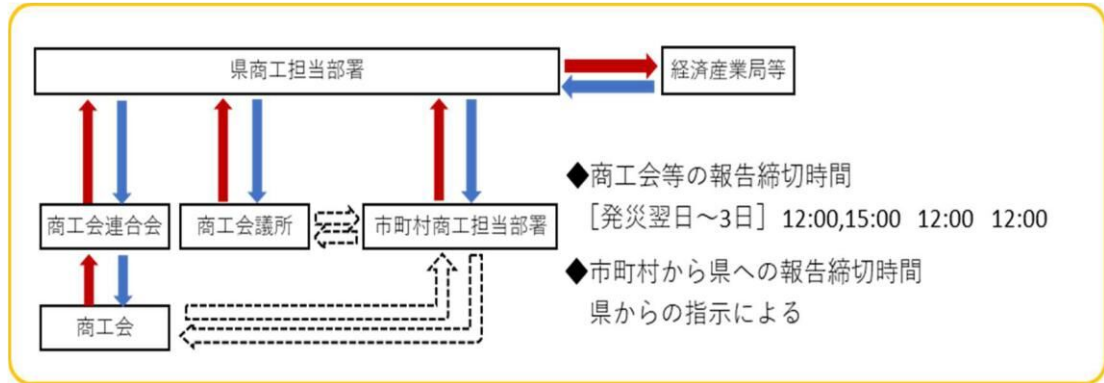 県商工担当部署
経済産業局等
商工会連合会
商工会議所
市町村商工担当部署
商工会
◆商工会等の報告締切時間
［発災翌日～3日］ 12:00,15:00 12:00 12:00
◆市町村から県への報告締切時間
県からの指示による